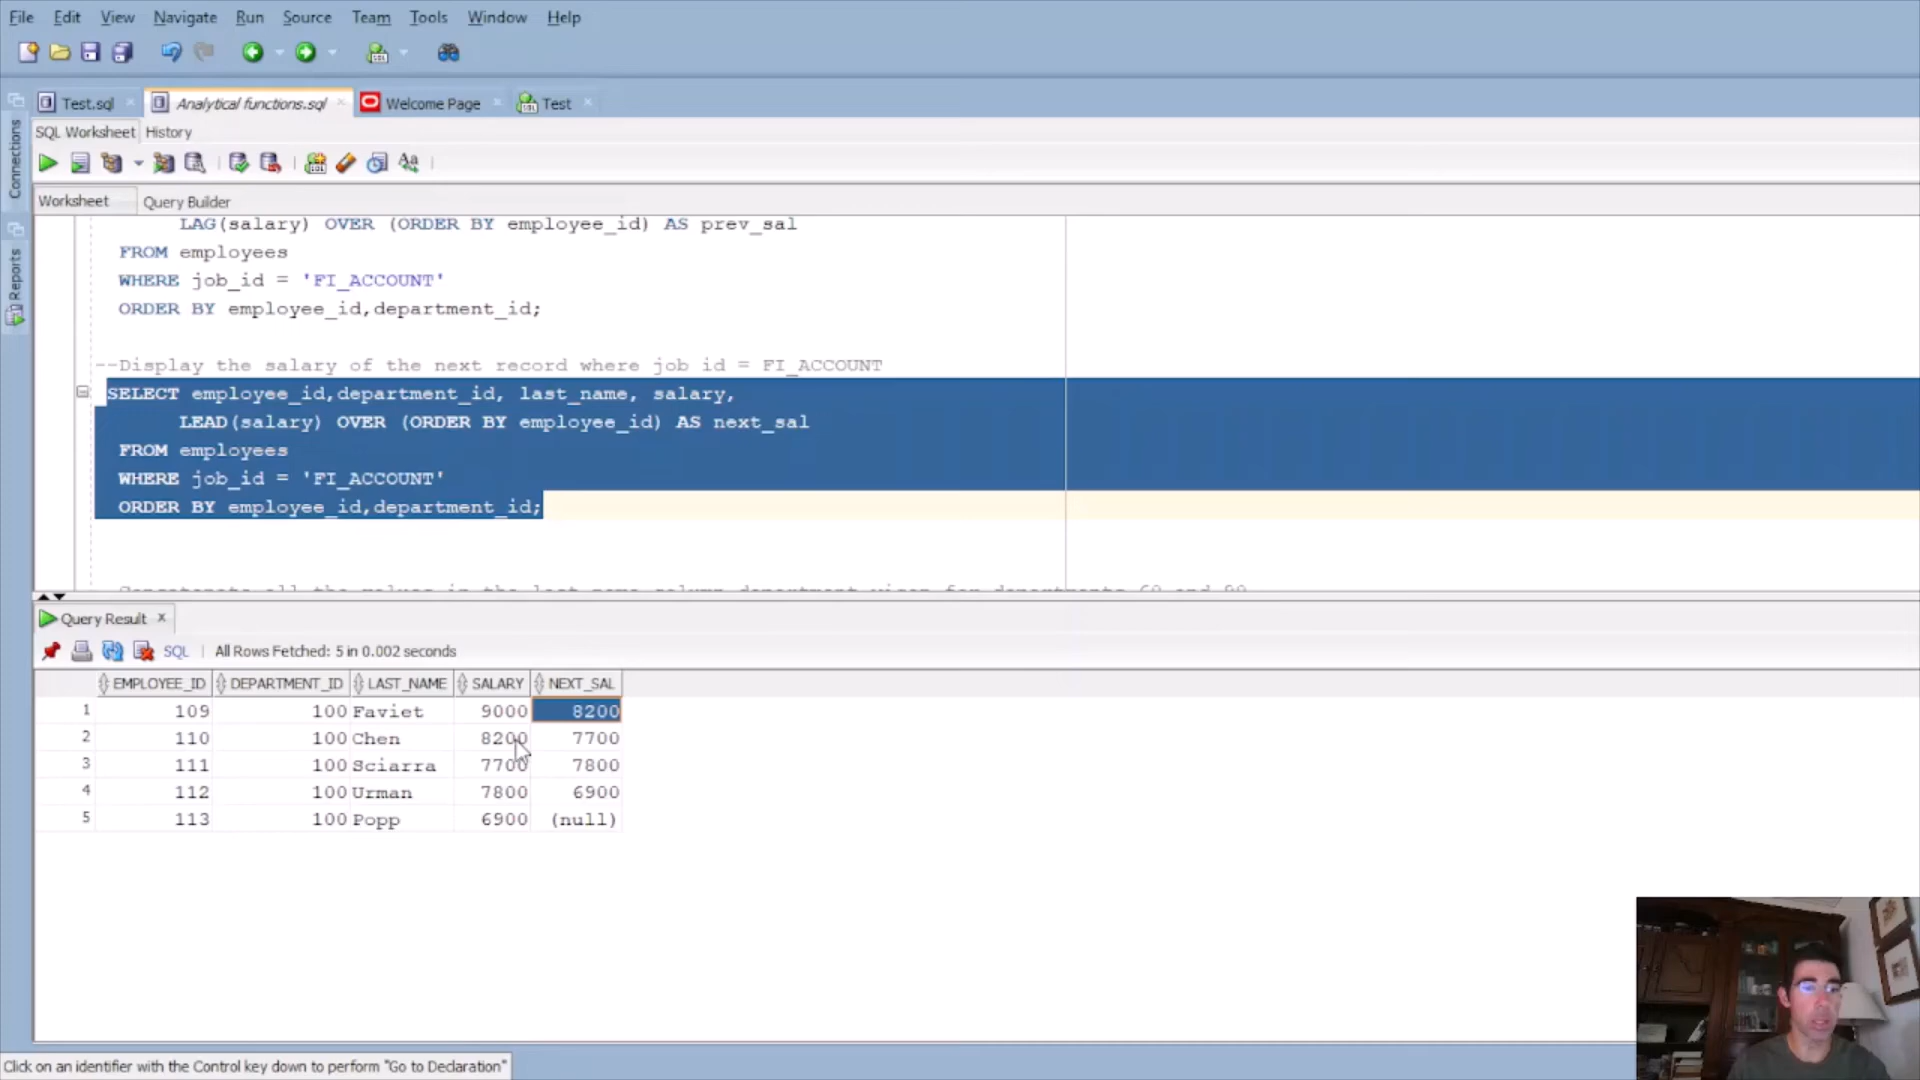 File Edit View Navigate Run Source Team Tools Window Help
Test.sql Analytical functions.sql Welcome Page Test
SQL Worksheet History
Connections
Reports
Worksheet Query Builder
LAG(salary) OVER (ORDER BY employee_id) AS prev_sal
FROM employees
WHERE job_id = 'FI_ACCOUNT'
ORDER BY employee_id,department_id;
--Display the salary of the next record where job id = FI_ACCOUNT
SELECT employee_id,department_id, last_name, salary,
LEAD(salary) OVER (ORDER BY employee_id) AS next_sal
FROM employees
WHERE job_id = 'FI_ACCOUNT'
ORDER BY employee_id,department_id;
Query Result
SQL All Rows Fetched: 5 in 0.002 seconds
EMPLOYEE_ID DEPARTMENT_ID LAST_NAME SALARY NEXT_SAL
1 109 100 Faviet 9000 8200
2 110 100 Chen 8200 7700
3 111 100 Sciarra 7700 7800
4 112 100 Urman 7800 6900
5 113 100 Popp 6900 (null)
Click on an identifier with the Control key down to perform "Go to Declaration"